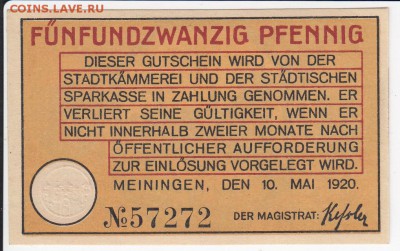 COINS.LAVE.RU
FÜNFUNDZWANZIG PFENNIG
DIESER GUTSCHEIN WIRD VON DER
STADTKÄMMEREI UND DER STÄDTISCHEN
SPARKASSE IN ZAHLUNG GENOMMEN. ER
VERLIERT SEINE GÜLTIGKEIT, WENN ER
NICHT INNERHALB ZWEIER MONATE NACH
ÖFFENTLICHER AUFFORDERUNG
ZUR EINLÖSUNG VORGELEGT WIRD.
MEININGEN, DEN 10. MAI 1920.
№57272 DER MAGISTRAT: Keßler